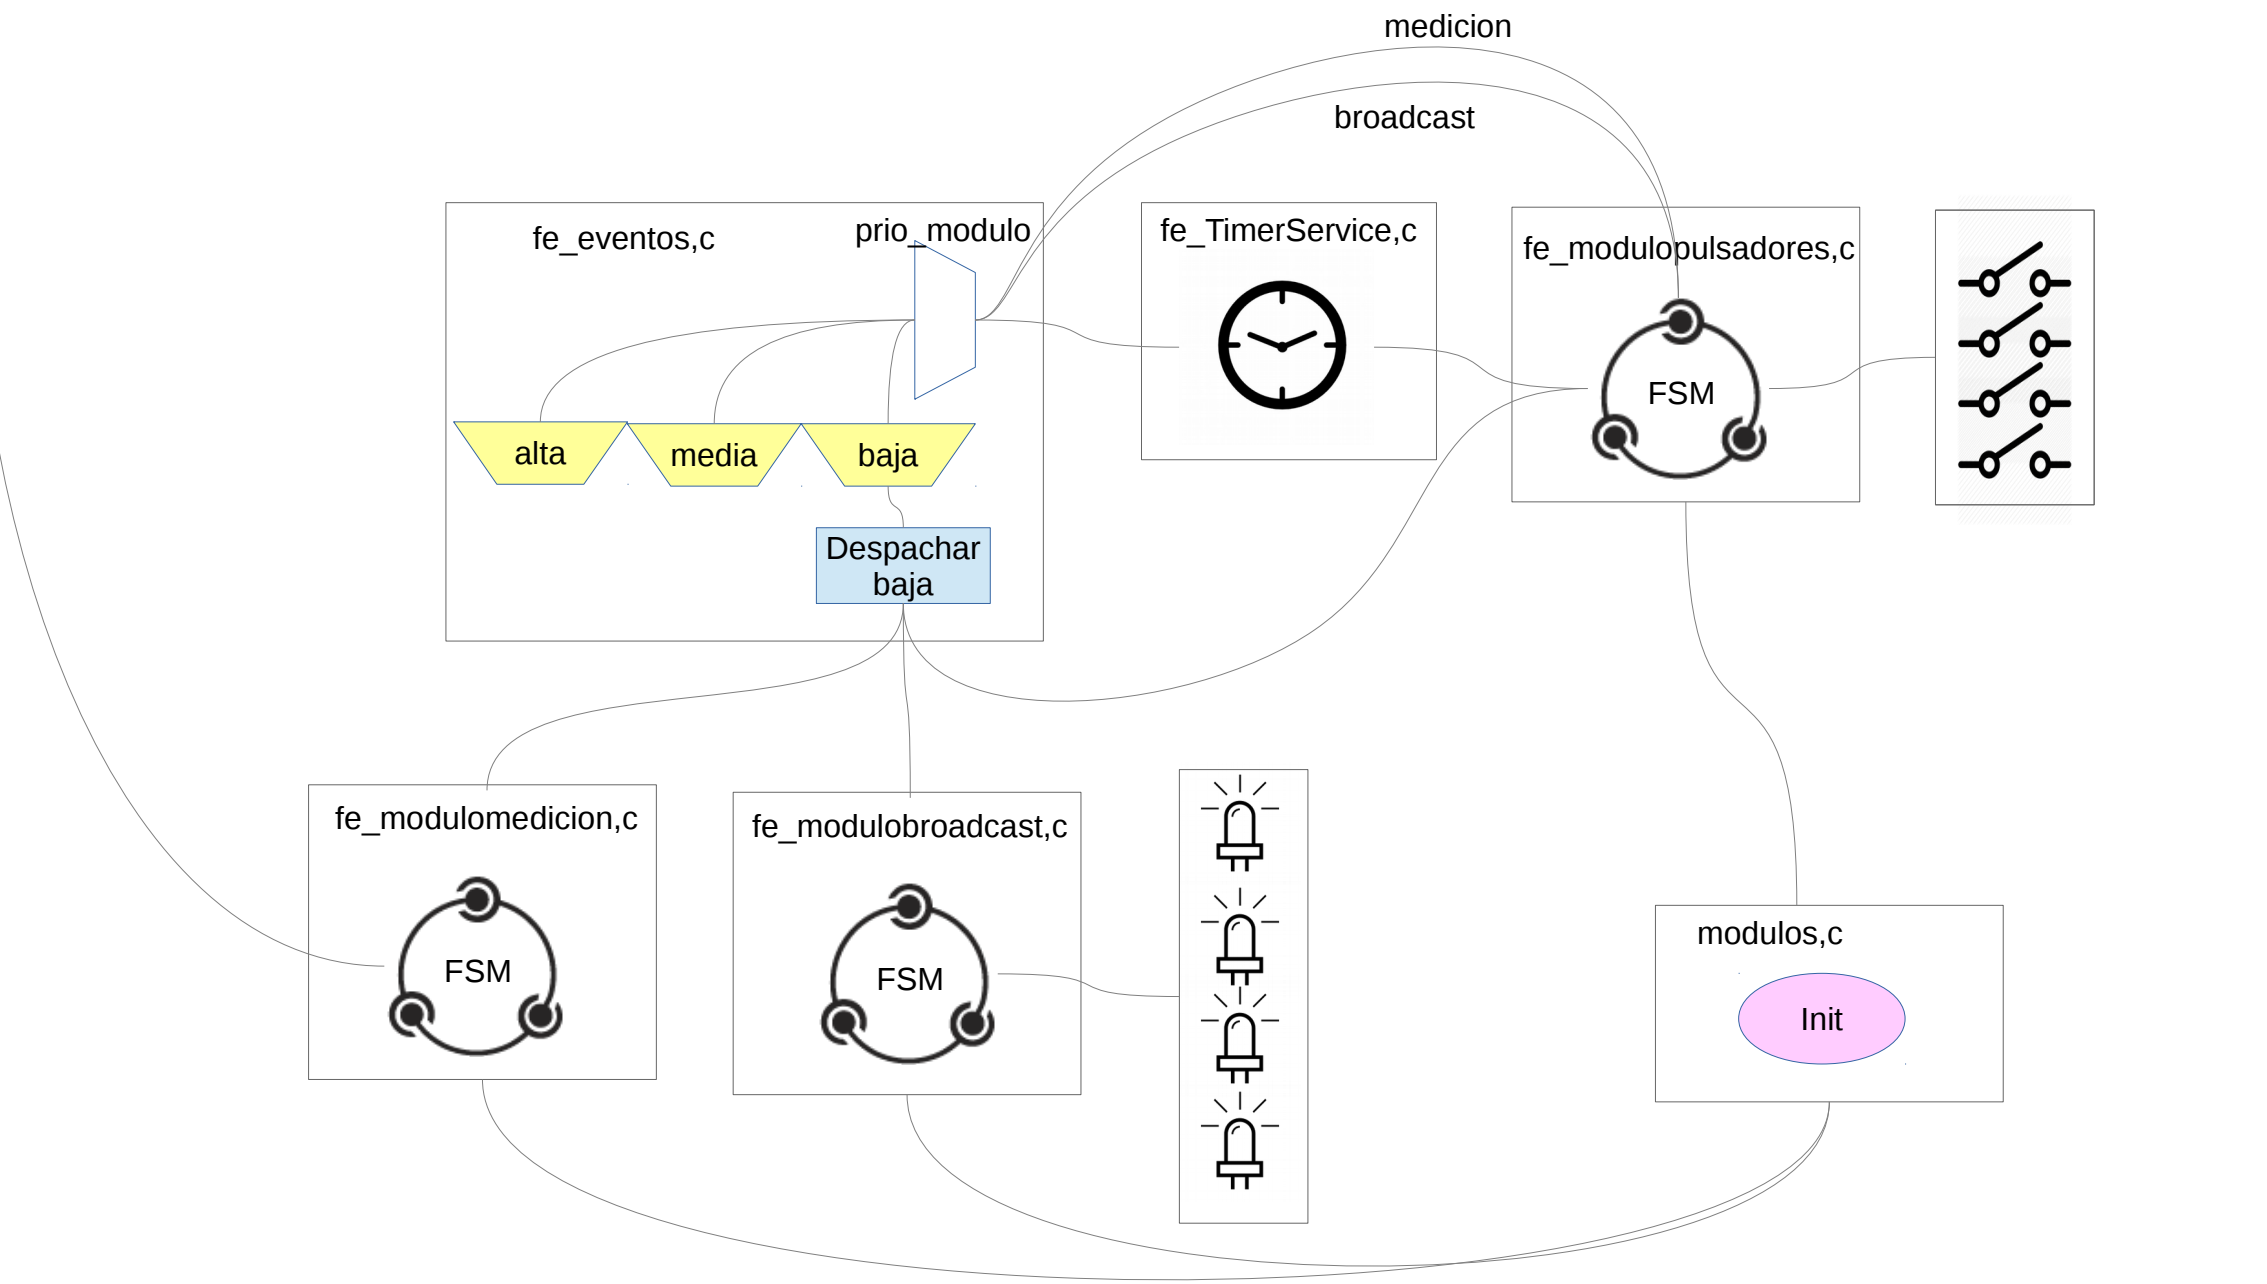 medicion
broadcast
fe_eventos,c
prio_modulo
fe_TimerService,c
fe_modulopulsadores,c
FSM
alta
media
baja
Despachar
baja
fe_modulomedicion,c
FSM
fe_modulobroadcast,c
FSM
modulos,c
Init